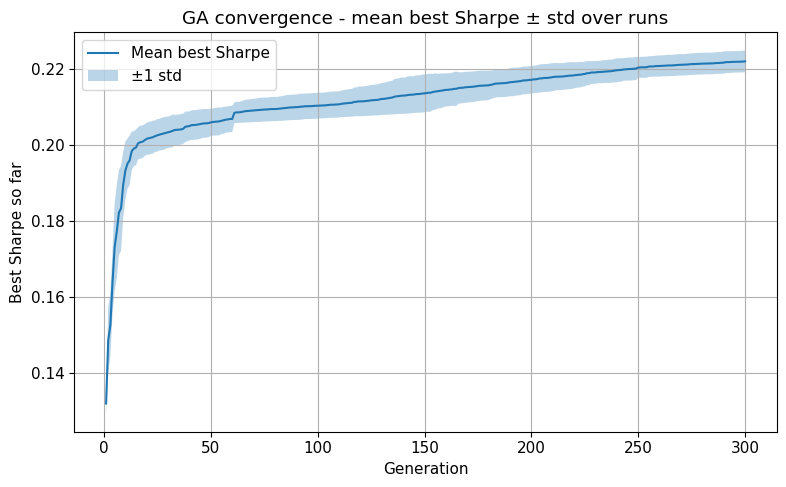 GA convergence - mean best Sharpe ± std over runs
Mean best Sharpe
±1 std
Best Sharpe so far
0.22
0.20
0.18
0.16
0.14
0 50 100 150 200 250 300
Generation